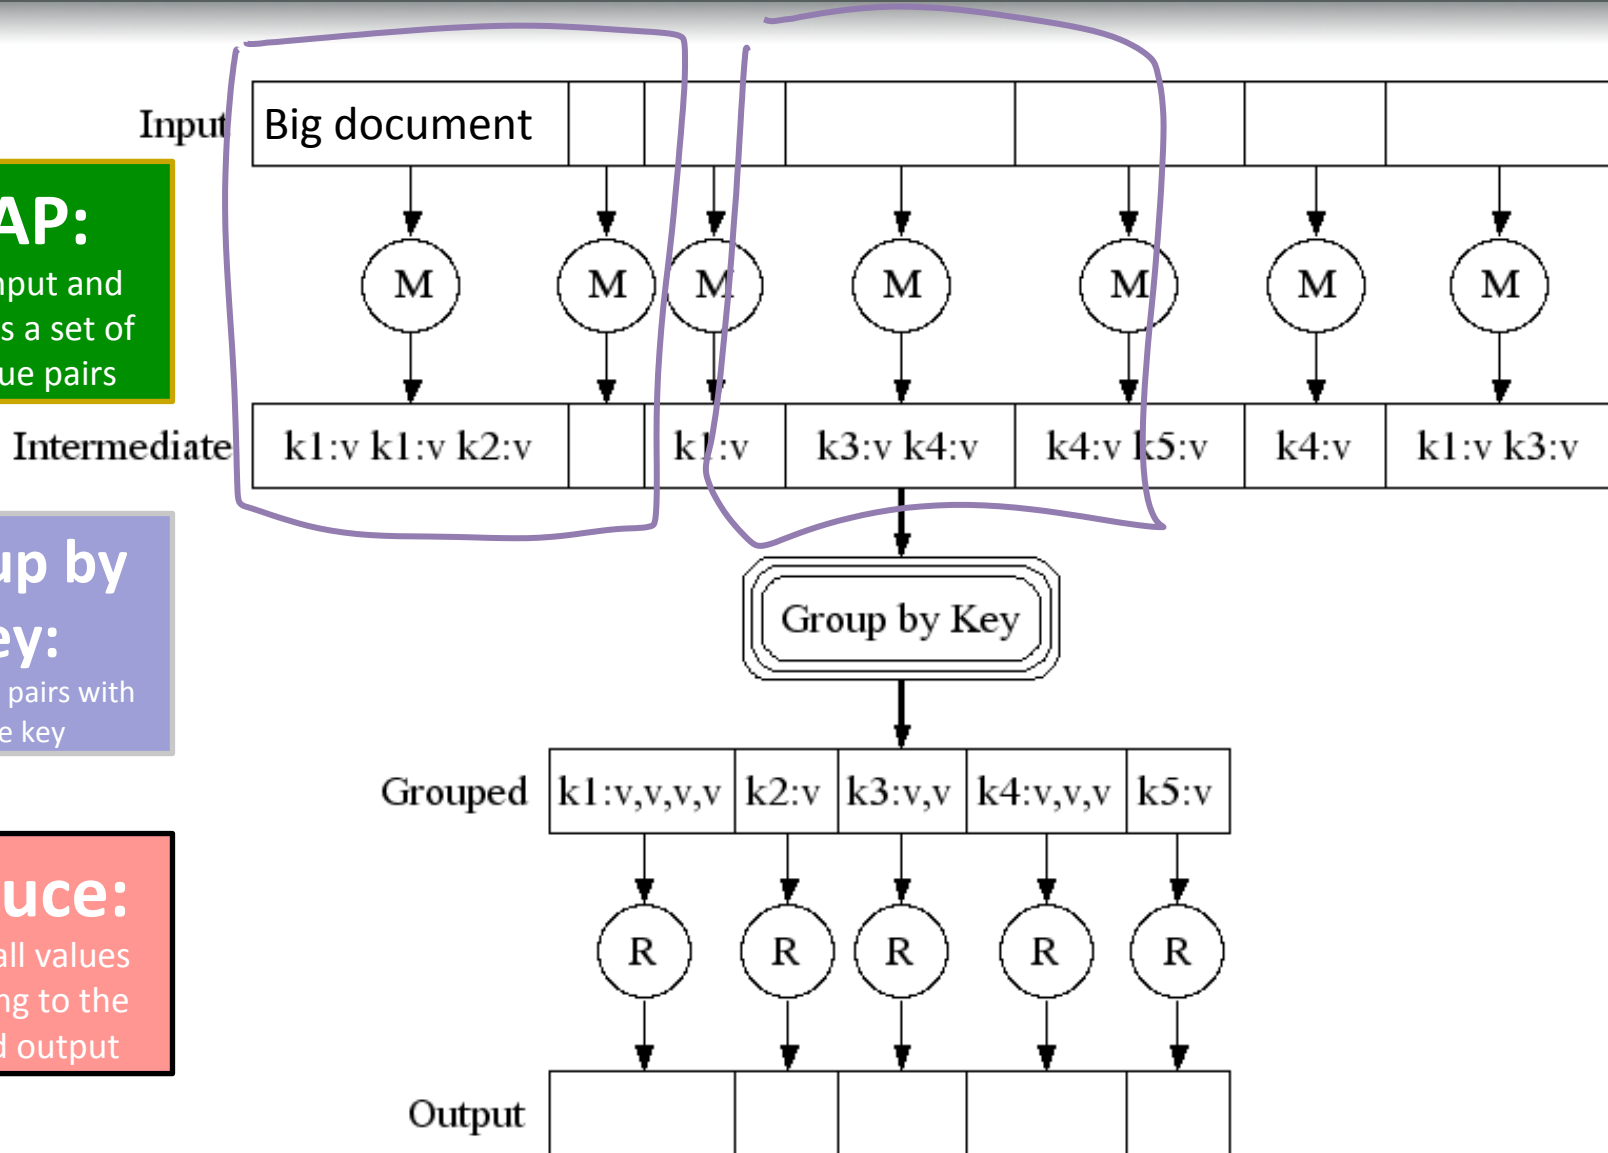 Input Big document
AP:
nput and
s a set of
ue pairs
M M M M M M M
Intermediate k1:v k1:v k2:v k1:v k3:v k4:v k4:v k5:v k4:v k1:v k3:v
up by
ey:
pairs with
e key
Group by Key
Grouped k1:v,v,v,v k2:v k3:v,v k4:v,v,v k5:v
uce:
all values
ng to the
d output
R R R R R
Output